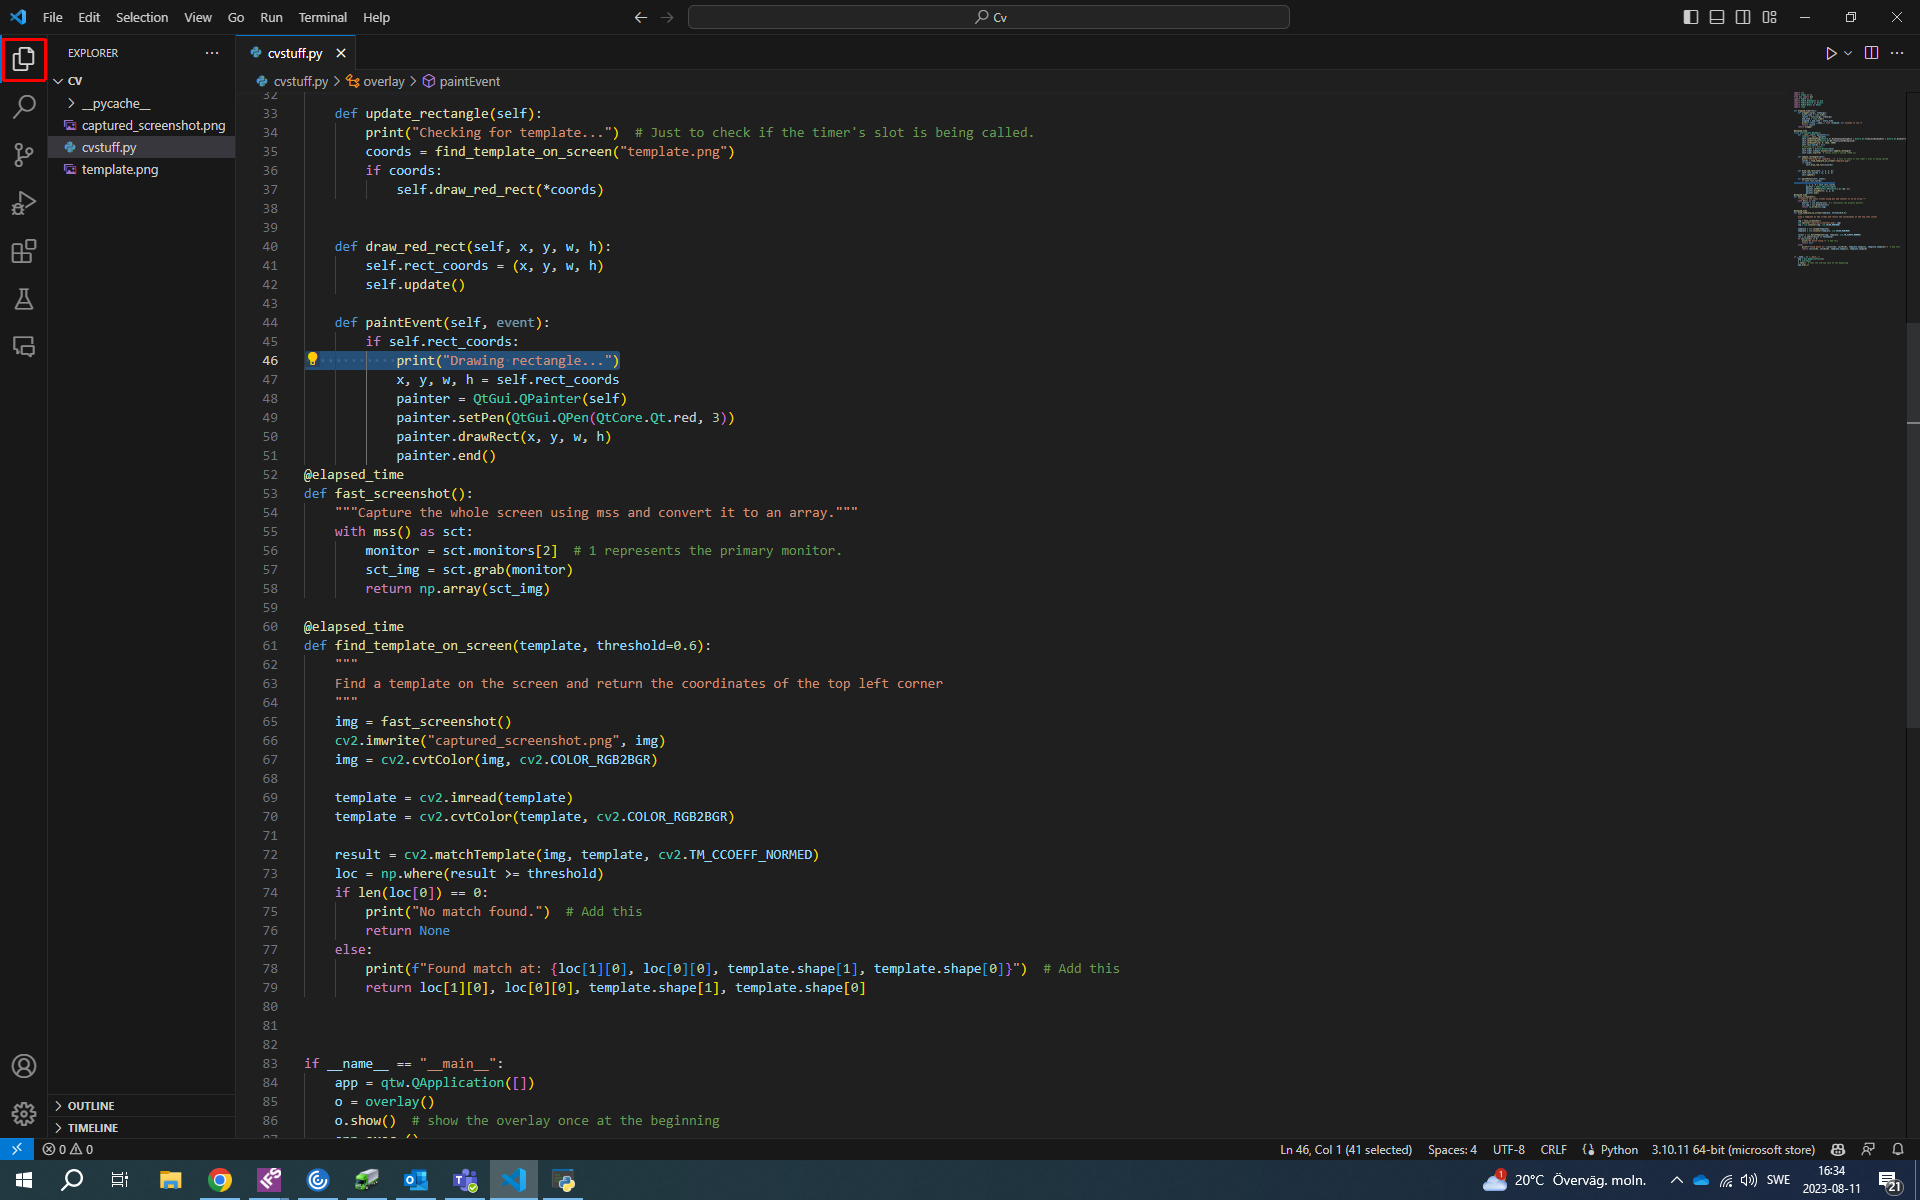 File Edit Selection View Go Run Terminal Help
Cv
EXPLORER
cvstuff.py
cvstuff.py > overlay > paintEvent
CV
__pycache__
captured_screenshot.png
cvstuff.py
template.png
32
33 def update_rectangle(self):
34 print("Checking for template...") # Just to check if the timer's slot is being called.
35 coords = find_template_on_screen("template.png")
36 if coords:
37 self.draw_red_rect(*coords)
38
39
40 def draw_red_rect(self, x, y, w, h):
41 self.rect_coords = (x, y, w, h)
42 self.update()
43
44 def paintEvent(self, event):
45 if self.rect_coords:
46 print("Drawing rectangle...")
47 x, y, w, h = self.rect_coords
48 painter = QtGui.QPainter(self)
49 painter.setPen(QtGui.QPen(QtCore.Qt.red, 3))
50 painter.drawRect(x, y, w, h)
51 painter.end()
52 @elapsed_time
53 def fast_screenshot():
54 """Capture the whole screen using mss and convert it to an array."""
55 with mss() as sct:
56 monitor = sct.monitors[2] # 1 represents the primary monitor.
57 sct_img = sct.grab(monitor)
58 return np.array(sct_img)
59
60 @elapsed_time
61 def find_template_on_screen(template, threshold=0.6):
62 """
63 Find a template on the screen and return the coordinates of the top left corner
64 """
65 img = fast_screenshot()
66 cv2.imwrite("captured_screenshot.png", img)
67 img = cv2.cvtColor(img, cv2.COLOR_RGB2BGR)
68
69 template = cv2.imread(template)
70 template = cv2.cvtColor(template, cv2.COLOR_RGB2BGR)
71
72 result = cv2.matchTemplate(img, template, cv2.TM_CCOEFF_NORMED)
73 loc = np.where(result >= threshold)
74 if len(loc[0]) == 0:
75 print("No match found.") # Add this
76 return None
77 else:
78 print(f"Found match at: {loc[1][0], loc[0][0], template.shape[1], template.shape[0]}") # Add this
79 return loc[1][0], loc[0][0], template.shape[1], template.shape[0]
80
81
82
83 if __name__ == "__main__":
84 app = qtw.QApplication([])
85 o = overlay()
86 o.show() # show the overlay once at the beginning
OUTLINE
TIMELINE
0 0
Ln 46, Col 1 (41 selected) Spaces: 4 UTF-8 CRLF Python 3.10.11 64-bit (microsoft store)
1
20°C Överväg. moln. SWE
16:34
2023-08-11
21